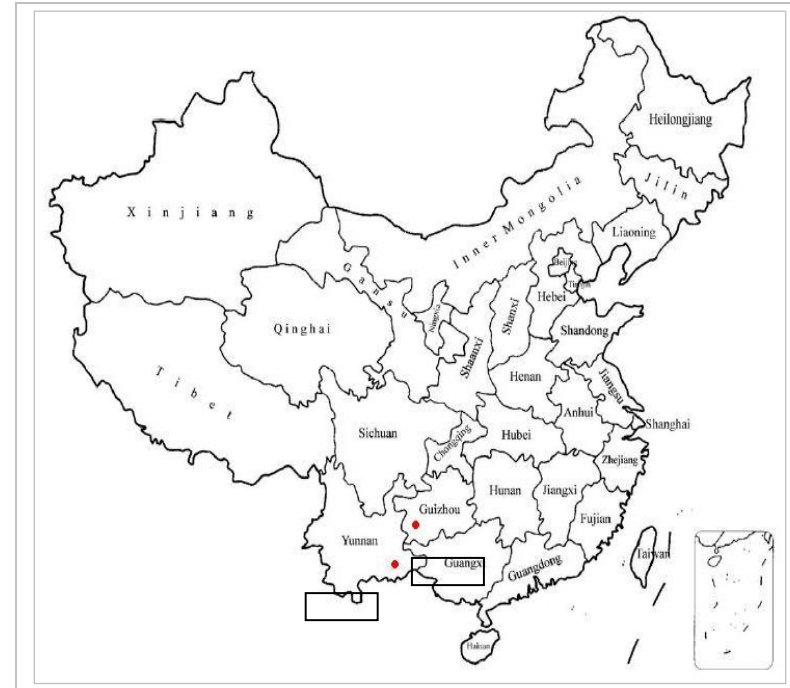 Heilongjiang
Jilin
Liaoning
Inner Mongolia
Xinjiang
Gansu
Beijing
Tianjin
Hebei
Ningxia
Shanxi
Shaanxi
Shandong
Qinghai
Tibet
Henan
Jiangsu
Anhui
Shanghai
Sichuan
Chongqing
Hubei
Zhejiang
Hunan
Jiangxi
Guizhou
Fujian
Yunnan
Guangx
Guangdong
Taiwan
Hainan